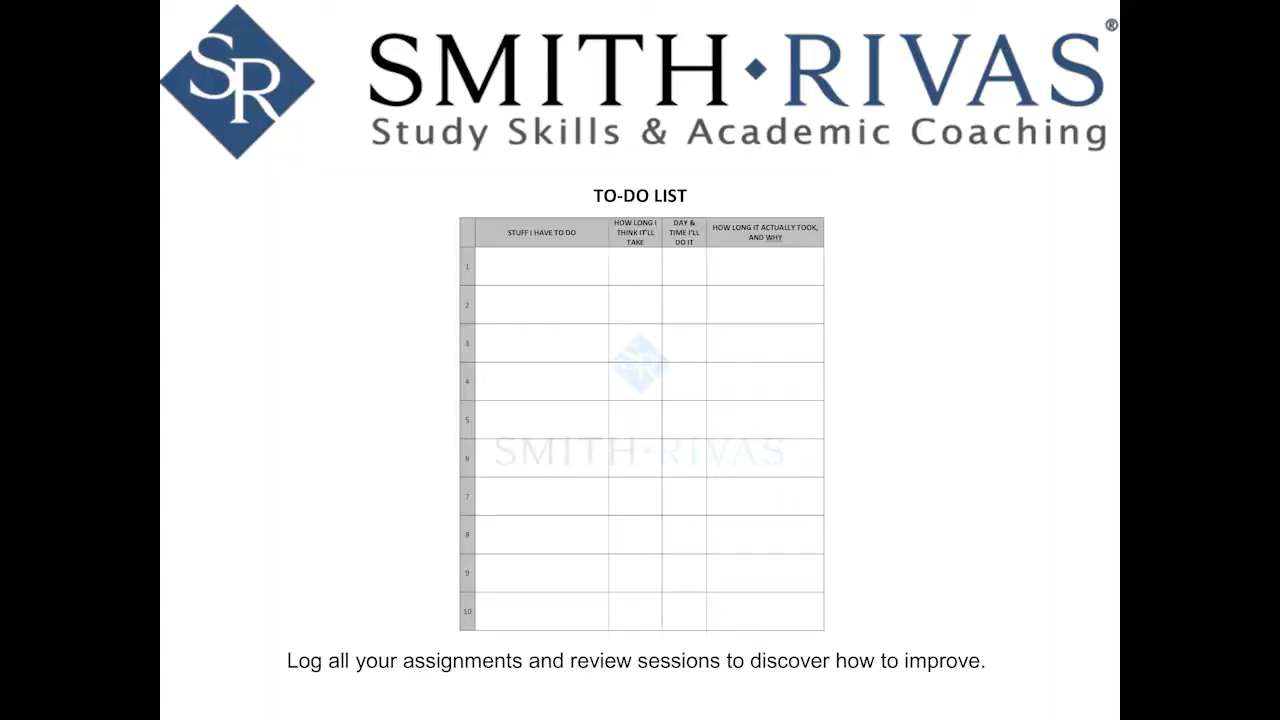 SR
SMITH·RIVAS®
Study Skills & Academic Coaching
TO-DO LIST
STUFF I HAVE TO DO
HOW LONG I
THINK IT'LL
TAKE
DAY &
TIME I'LL
DO IT
HOW LONG IT ACTUALLY TOOK,
AND WHY
1
2
3
4
5
6
7
8
9
10
SR
SMITH·RIVAS
Log all your assignments and review sessions to discover how to improve.